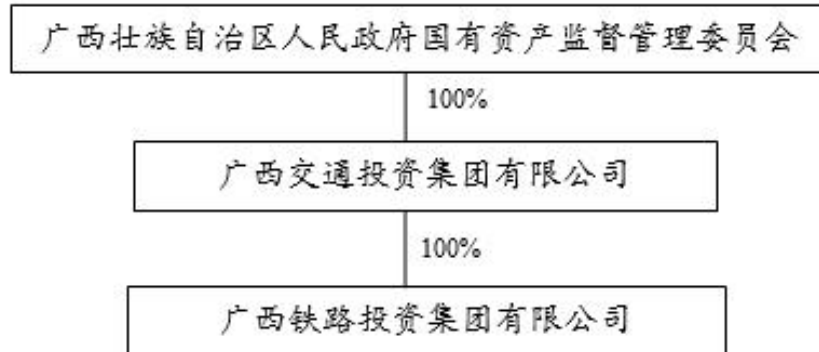 广西壮族自治区人民政府国有资产监督管理委员会
100%
广西交通投资集团有限公司
100%
广西铁路投资集团有限公司